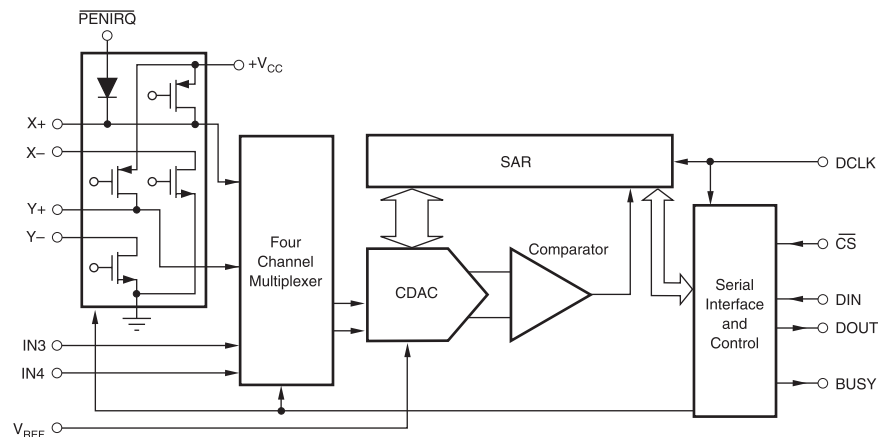 PENIRQ
+VCC
X+
X–
Y+
Y–
IN3
IN4
VREF
Four
Channel
Multiplexer
SAR
CDAC
Comparator
Serial
Interface
and
Control
DCLK
CS
DIN
DOUT
BUSY